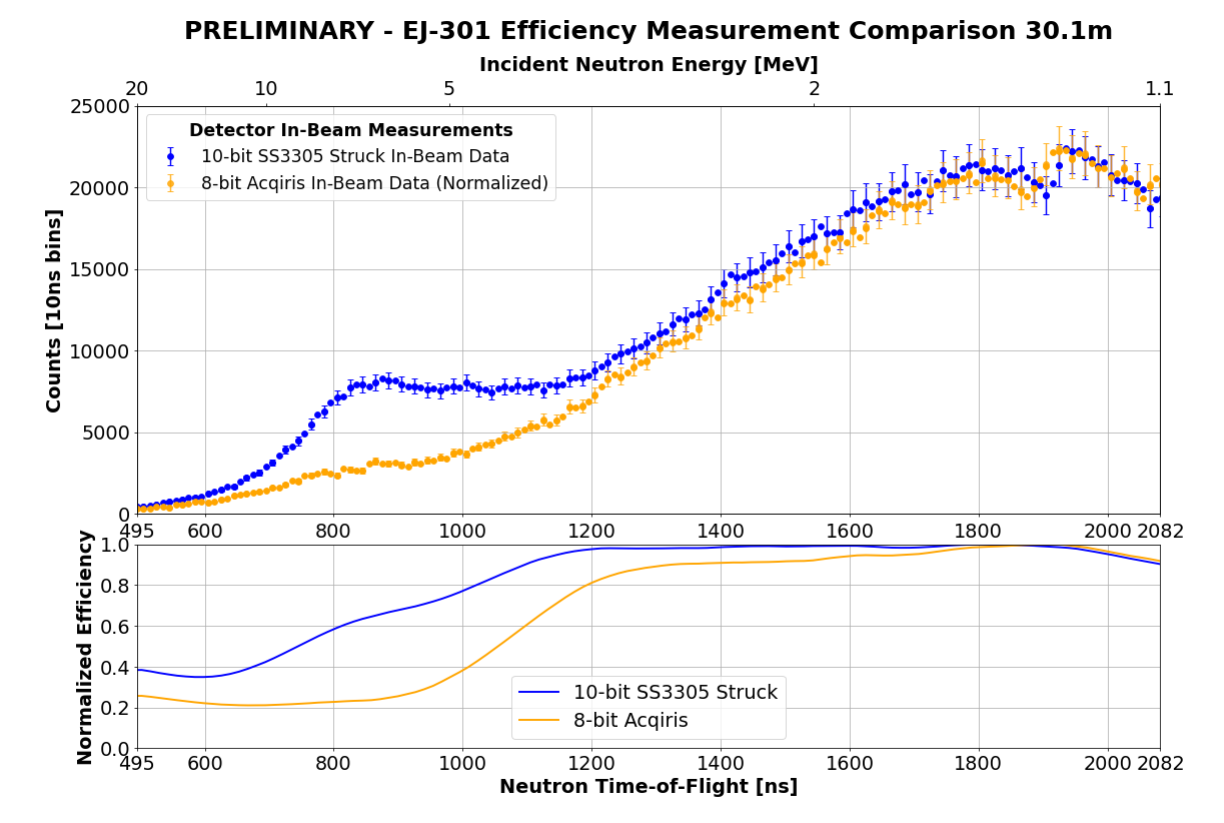 PRELIMINARY - EJ-301 Efficiency Measurement Comparison 30.1m
Incident Neutron Energy [MeV]
20 10 5 2 1.1
Counts [10ns bins]
25000
20000
15000
10000
5000
0
Detector In-Beam Measurements
10-bit SS3305 Struck In-Beam Data
8-bit Acqiris In-Beam Data (Normalized)
495 600 800 1000 1200 1400 1600 1800 2000 2082
Normalized Efficiency
1.0
0.8
0.6
0.4
0.2
0.0
10-bit SS3305 Struck
8-bit Acqiris
495 600 800 1000 1200 1400 1600 1800 2000 2082
Neutron Time-of-Flight [ns]